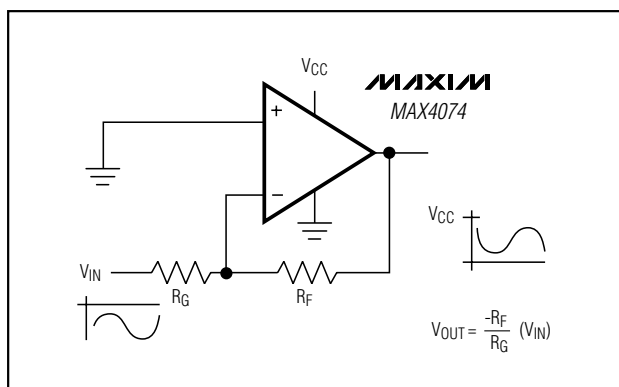 VCC
MAXIM
MAX4074
+
−
VCC
VIN
RG
RF
VOUT = -RF/RG (VIN)